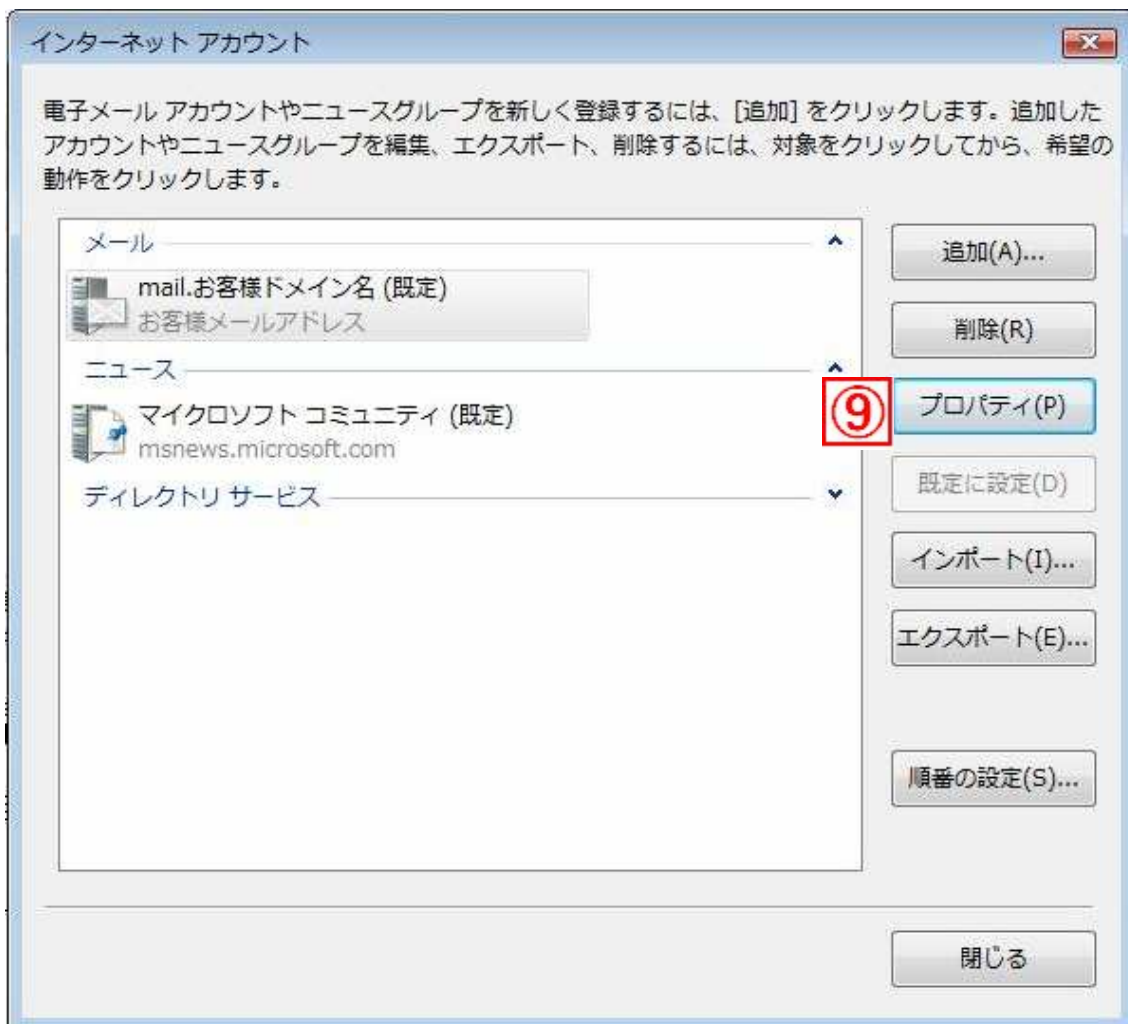 インターネット アカウント
電子メール アカウントやニュースグループを新しく登録するには、[追加] をクリックします。追加した
アカウントやニュースグループを編集、エクスポート、削除するには、対象をクリックしてから、希望の
動作をクリックします。
メール
mail.お客様ドメイン名 (既定)
お客様メールアドレス
ニュース
マイクロソフト コミュニティ (既定)
msnews.microsoft.com
ディレクトリ サービス
追加(A)...
削除(R)
⑨
プロパティ(P)
既定に設定(D)
インポート(I)...
エクスポート(E)...
順番の設定(S)...
閉じる